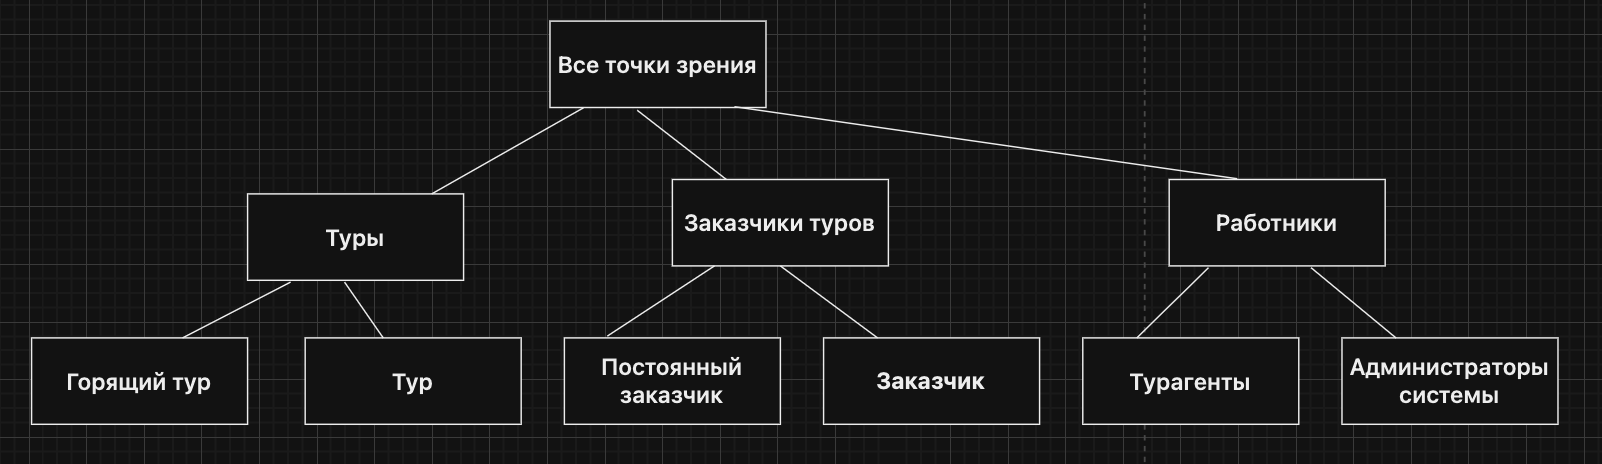 Все точки зрения
Туры
Заказчики туров
Работники
Горящий тур
Тур
Постоянный
заказчик
Заказчик
Турагенты
Администраторы
системы